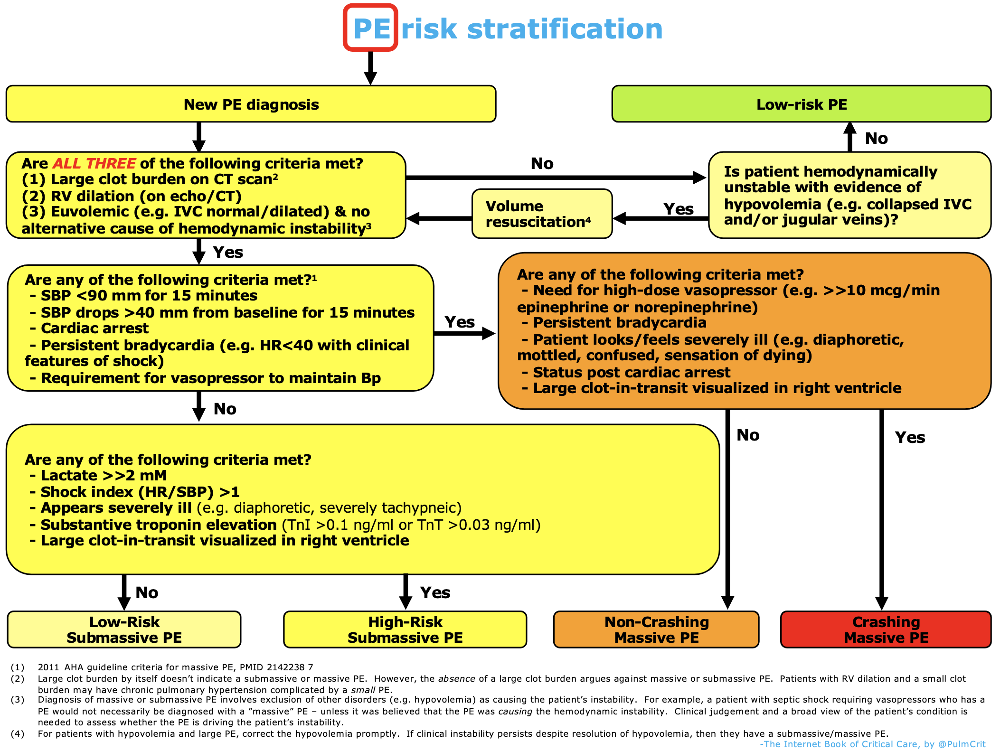 PE risk stratification
New PE diagnosis
Low-risk PE
No
Are ALL THREE of the following criteria met?
(1) Large clot burden on CT scan²
(2) RV dilation (on echo/CT)
(3) Euvolemic (e.g. IVC normal/dilated) & no
alternative cause of hemodynamic instability³
No
Is patient hemodynamically
unstable with evidence of
hypovolemia (e.g. collapsed IVC
and/or jugular veins)?
Yes
Volume
resuscitation⁴
Yes
Are any of the following criteria met?¹
- SBP <90 mm for 15 minutes
- SBP drops >40 mm from baseline for 15 minutes
- Cardiac arrest
- Persistent bradycardia (e.g. HR<40 with clinical
features of shock)
- Requirement for vasopressor to maintain Bp
Yes
Are any of the following criteria met?
- Need for high-dose vasopressor (e.g. >>10 mcg/min
epinephrine or norepinephrine)
- Persistent bradycardia
- Patient looks/feels severely ill (e.g. diaphoretic,
mottled, confused, sensation of dying)
- Status post cardiac arrest
- Large clot-in-transit visualized in right ventricle
No
No
Yes
Are any of the following criteria met?
- Lactate >>2 mM
- Shock index (HR/SBP) >1
- Appears severely ill (e.g. diaphoretic, severely tachypneic)
- Substantive troponin elevation (TnI >0.1 ng/ml or TnT >0.03 ng/ml)
- Large clot-in-transit visualized in right ventricle
No
Yes
Low-Risk
Submassive PE
High-Risk
Submassive PE
Non-Crashing
Massive PE
Crashing
Massive PE
(1) 2011 AHA guideline criteria for massive PE, PMID 2142238 7
(2) Large clot burden by itself doesn’t indicate a submassive or massive PE. However, the absence of a large clot burden argues against massive or submassive PE. Patients with RV dilation and a small clot
burden may have chronic pulmonary hypertension complicated by a small PE.
(3) Diagnosis of massive or submassive PE involves exclusion of other disorders (e.g. hypovolemia) as causing the patient’s instability. For example, a patient with septic shock requiring vasopressors who has a
PE would not necessarily be diagnosed with a ”massive” PE – unless it was believed that the PE was causing the hemodynamic instability. Clinical judgement and a broad view of the patient’s condition is
needed to assess whether the PE is driving the patient’s instability.
(4) For patients with hypovolemia and large PE, correct the hypovolemia promptly. If clinical instability persists despite resolution of hypovolemia, then they have a submassive/massive PE.
-The Internet Book of Critical Care, by @PulmCrit